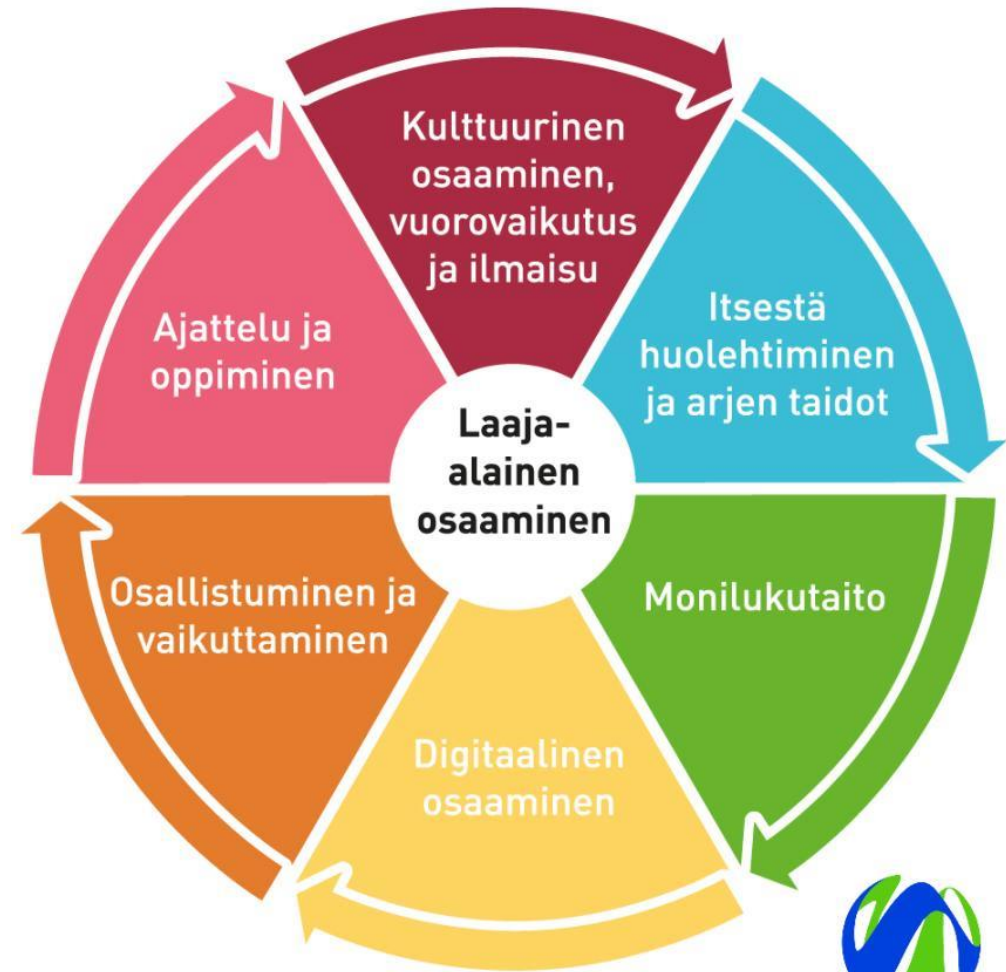 Kulttuurinen
osaaminen,
vuorovaikutus
ja ilmaisu
Itsestä
huolehtiminen
ja arjen taidot
Monilukutaito
Digitaalinen
osaaminen
Osallistuminen ja
vaikuttaminen
Ajattelu ja
oppiminen
Laaja-
alainen
osaaminen